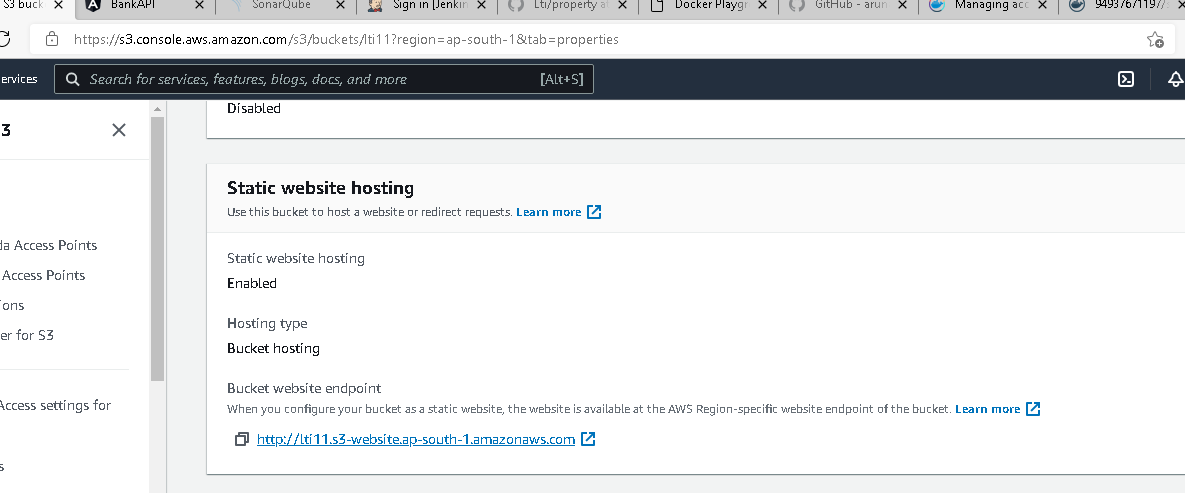 S3 buck
BankAPI
SonarQube
Sign in [Jenkin
Lti/property at
Docker Playgr
GitHub - arun
Managing acc
94937671197/
https://s3.console.aws.amazon.com/s3/buckets/lti11?region=ap-south-1&tab=properties
ervices
Search for services, features, blogs, docs, and more
[Alt+S]
3
da Access Points
Access Points
ions
er for S3
Access settings for
s
Disabled
Static website hosting
Use this bucket to host a website or redirect requests. Learn more
Static website hosting
Enabled
Hosting type
Bucket hosting
Bucket website endpoint
When you configure your bucket as a static website, the website is available at the AWS Region-specific website endpoint of the bucket. Learn more
http://lti11.s3-website.ap-south-1.amazonaws.com